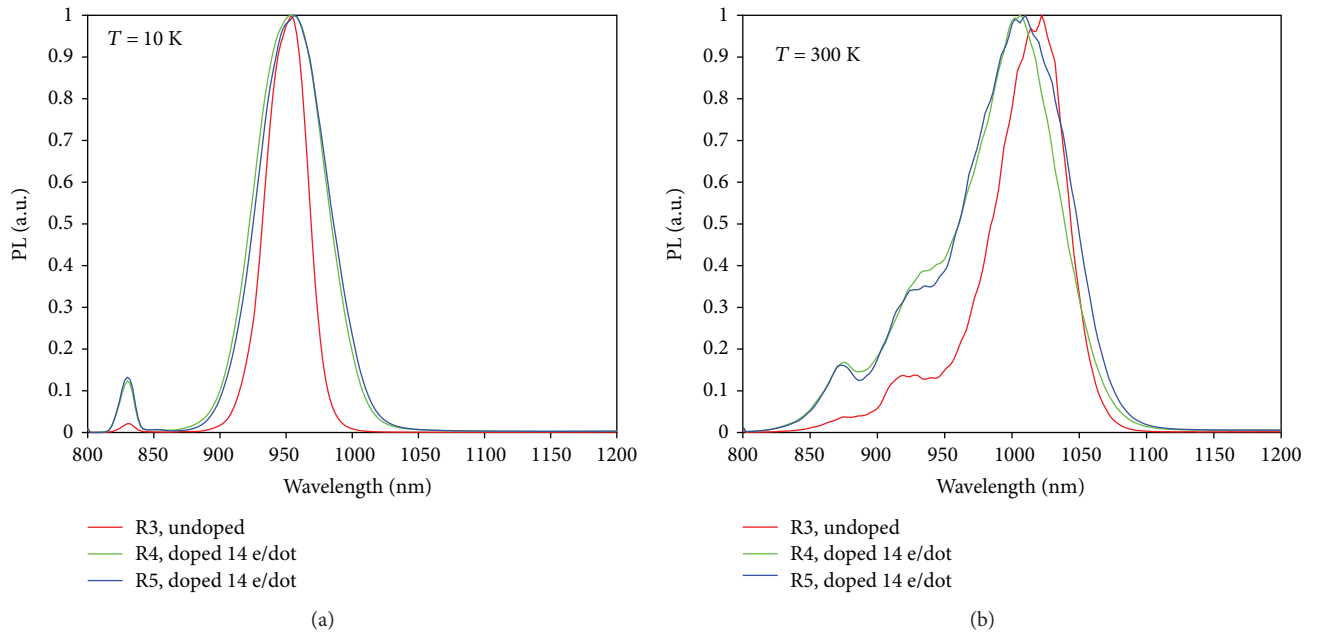 T = 10 K
PL (a.u.)
1
0.9
0.8
0.7
0.6
0.5
0.4
0.3
0.2
0.1
0
800 850 900 950 1000 1050 1100 1150 1200
Wavelength (nm)
R3, undoped
R4, doped 14 e/dot
R5, doped 14 e/dot
(a)
T = 300 K
PL (a.u.)
1
0.9
0.8
0.7
0.6
0.5
0.4
0.3
0.2
0.1
0
800 850 900 950 1000 1050 1100 1150 1200
Wavelength (nm)
R3, undoped
R4, doped 14 e/dot
R5, doped 14 e/dot
(b)